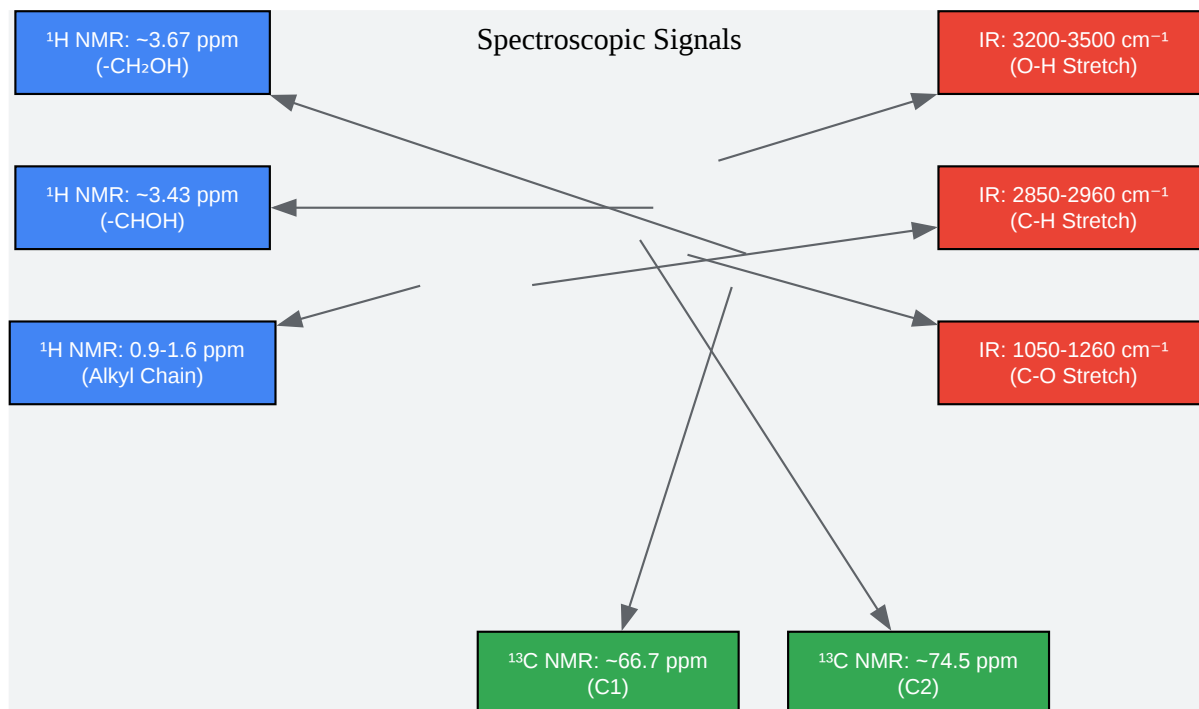 Spectroscopic Signals
¹H NMR: ~3.67 ppm
(-CH₂OH)
IR: 3200-3500 cm⁻¹
(O-H Stretch)
¹H NMR: ~3.43 ppm
(-CHOH)
IR: 2850-2960 cm⁻¹
(C-H Stretch)
¹H NMR: 0.9-1.6 ppm
(Alkyl Chain)
IR: 1050-1260 cm⁻¹
(C-O Stretch)
¹³C NMR: ~66.7 ppm
(C1)
¹³C NMR: ~74.5 ppm
(C2)